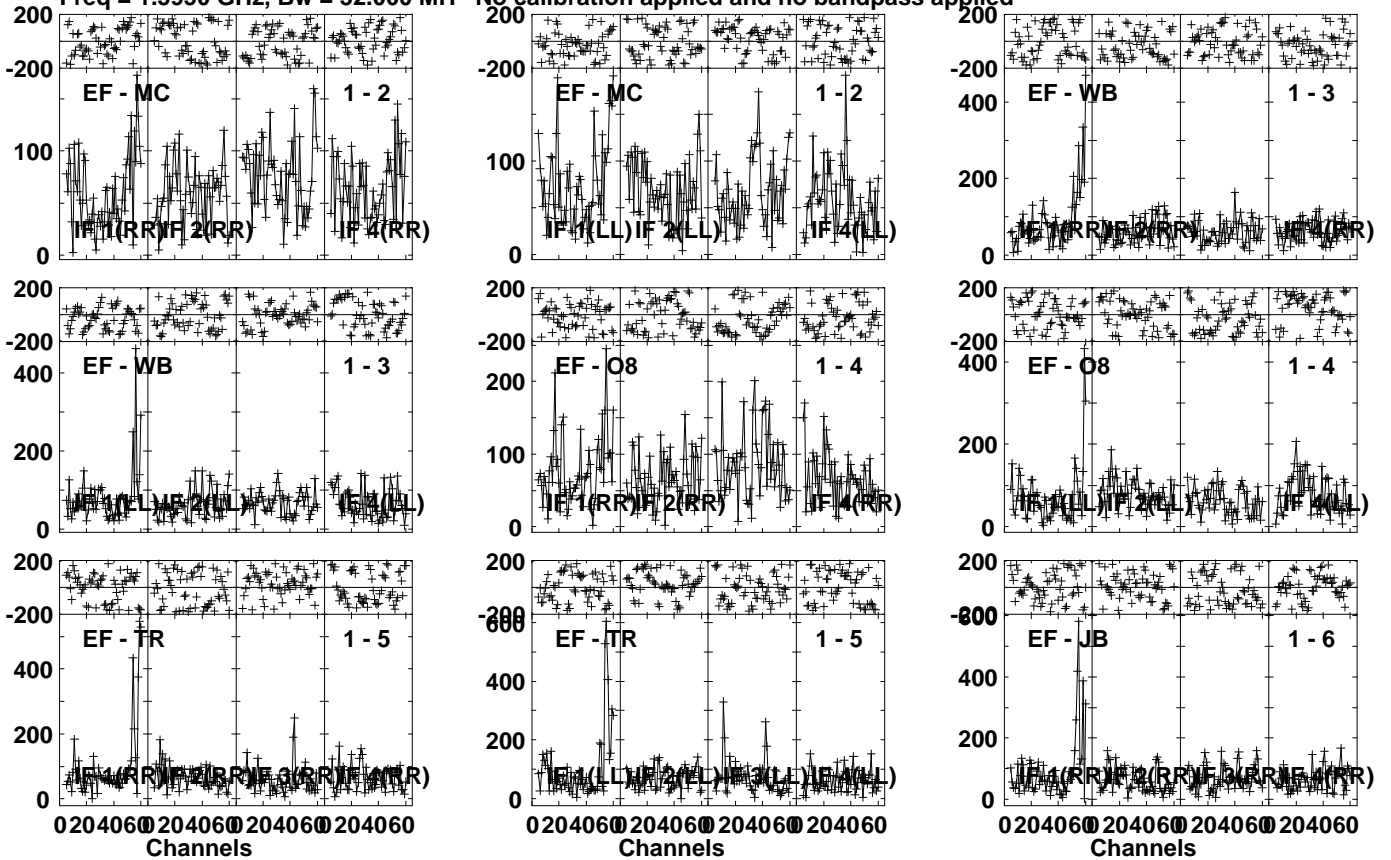 Freq = 1.5950 GHz, Bw = 32.000 MH No calibration applied and no bandpass applied
200 200
-200 -200 -200
EF - MC 1 - 2 EF - MC 1 - 2 EF - WB 1 - 3
400
100 100 200
IF 1(RR) IF 2(RR) IF 4(RR) IF 1(LL) IF 2(LL) IF 4(LL) IF 1(RR) IF 2(RR) IF 4(RR)
0 0 0
200 200 200
-200 -200 -200
EF - WB 1 - 3 EF - O8 1 - 4 EF - O8 1 - 4
400 200 400
200 100 200
IF 1(LL) IF 2(LL) IF 4(LL) IF 1(RR) IF 2(RR) IF 4(RR) IF 1(LL) IF 2(LL) IF 4(LL)
0 0 0
200 200 200
-200 600 600
EF - TR 1 - 5 EF - TR 1 - 5 EF - JB 1 - 6
400 400 400
200 200 200
IF 1(RR) IF 2(RR) IF 3(RR) IF 4(RR) IF 1(LL) IF 2(LL) IF 3(LL) IF 4(LL) IF 1(RR) IF 2(RR) IF 3(RR) IF 4(RR)
0 0 0
0 20 40 60 0 20 40 60 0 20 40 60 0 20 40 60 0 20 40 60 0 20 40 60 0 20 40 60 0 20 40 60 0 20 40 60 0 20 40 60 0 20 40 60 0 20 40 60
Channels Channels Channels